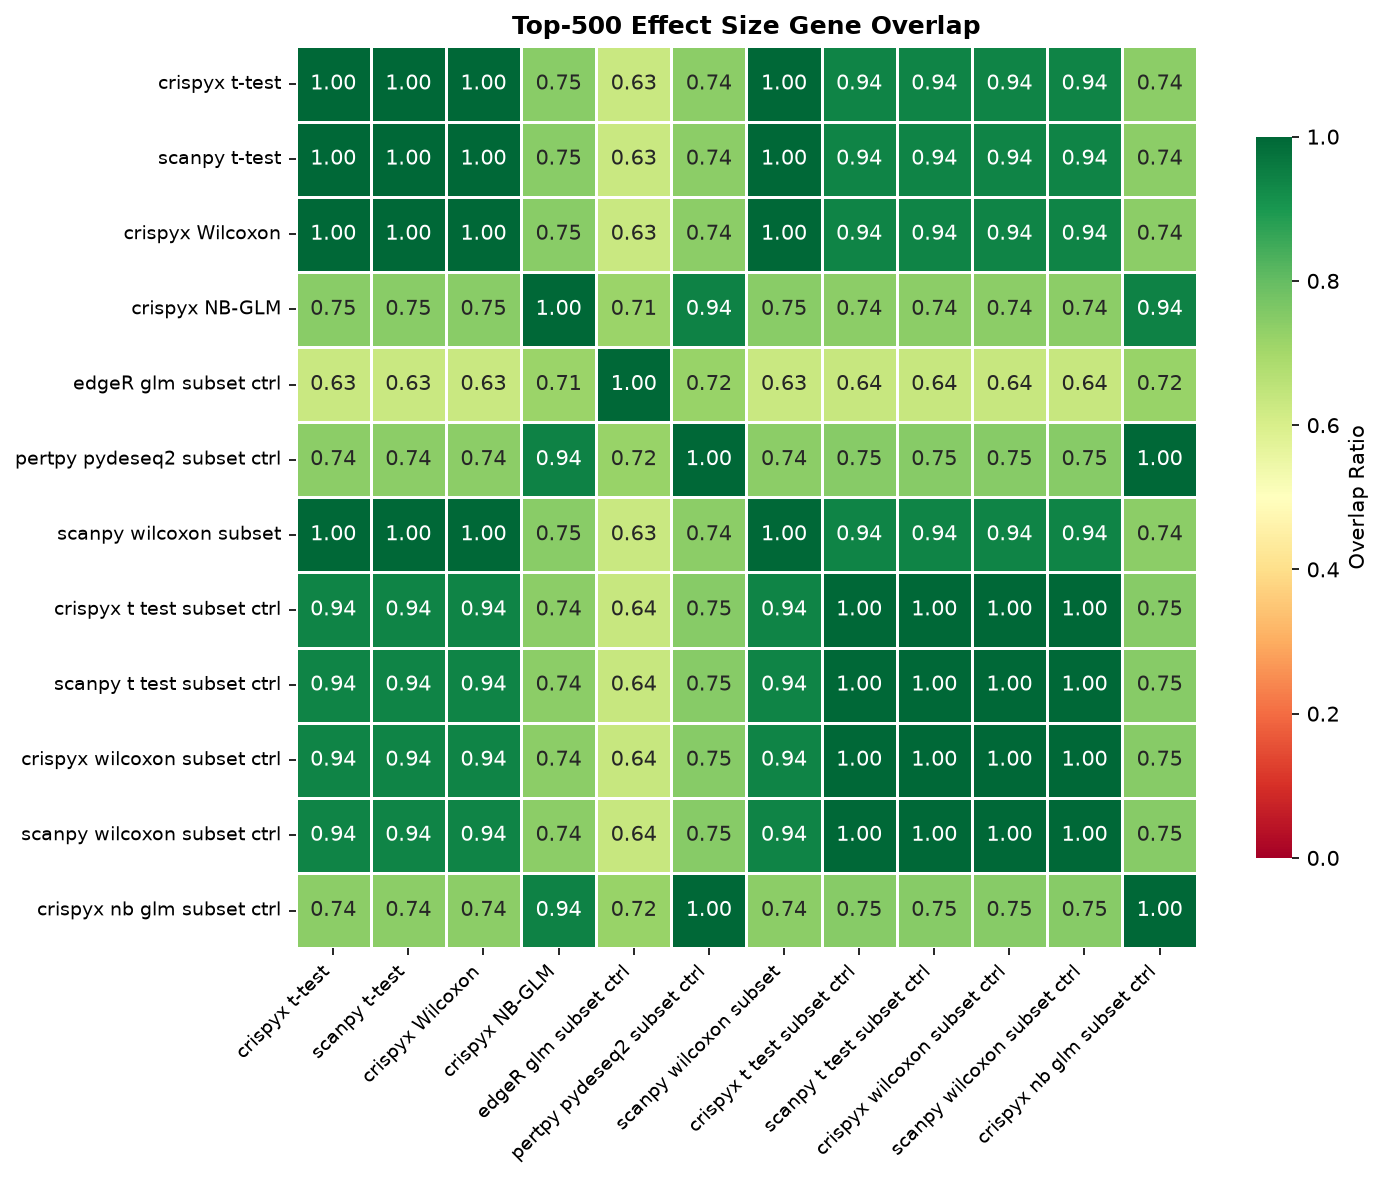 Top-500 Effect Size Gene Overlap
crispyx t-test 1.00 1.00 1.00 0.75 0.63 0.74 1.00 0.94 0.94 0.94 0.94 0.74
scanpy t-test 1.00 1.00 1.00 0.75 0.63 0.74 1.00 0.94 0.94 0.94 0.94 0.74
crispyx Wilcoxon 1.00 1.00 1.00 0.75 0.63 0.74 1.00 0.94 0.94 0.94 0.94 0.74
crispyx NB-GLM 0.75 0.75 0.75 1.00 0.71 0.94 0.75 0.74 0.74 0.74 0.74 0.94
edgeR glm subset ctrl 0.63 0.63 0.63 0.71 1.00 0.72 0.63 0.64 0.64 0.64 0.64 0.72
pertpy pydeseq2 subset ctrl 0.74 0.74 0.74 0.94 0.72 1.00 0.74 0.75 0.75 0.75 0.75 1.00
scanpy wilcoxon subset 1.00 1.00 1.00 0.75 0.63 0.74 1.00 0.94 0.94 0.94 0.94 0.74
crispyx t test subset ctrl 0.94 0.94 0.94 0.74 0.64 0.75 0.94 1.00 1.00 1.00 1.00 0.75
scanpy t test subset ctrl 0.94 0.94 0.94 0.74 0.64 0.75 0.94 1.00 1.00 1.00 1.00 0.75
crispyx wilcoxon subset ctrl 0.94 0.94 0.94 0.74 0.64 0.75 0.94 1.00 1.00 1.00 1.00 0.75
scanpy wilcoxon subset ctrl 0.94 0.94 0.94 0.74 0.64 0.75 0.94 1.00 1.00 1.00 1.00 0.75
crispyx nb glm subset ctrl 0.74 0.74 0.74 0.94 0.72 1.00 0.74 0.75 0.75 0.75 0.75 1.00
crispyx t-test
scanpy t-test
crispyx Wilcoxon
crispyx NB-GLM
edgeR glm subset ctrl
pertpy pydeseq2 subset ctrl
scanpy wilcoxon subset
crispyx t test subset ctrl
scanpy t test subset ctrl
crispyx wilcoxon subset ctrl
scanpy wilcoxon subset ctrl
crispyx nb glm subset ctrl
1.0
0.8
0.6
0.4
0.2
0.0
Overlap Ratio